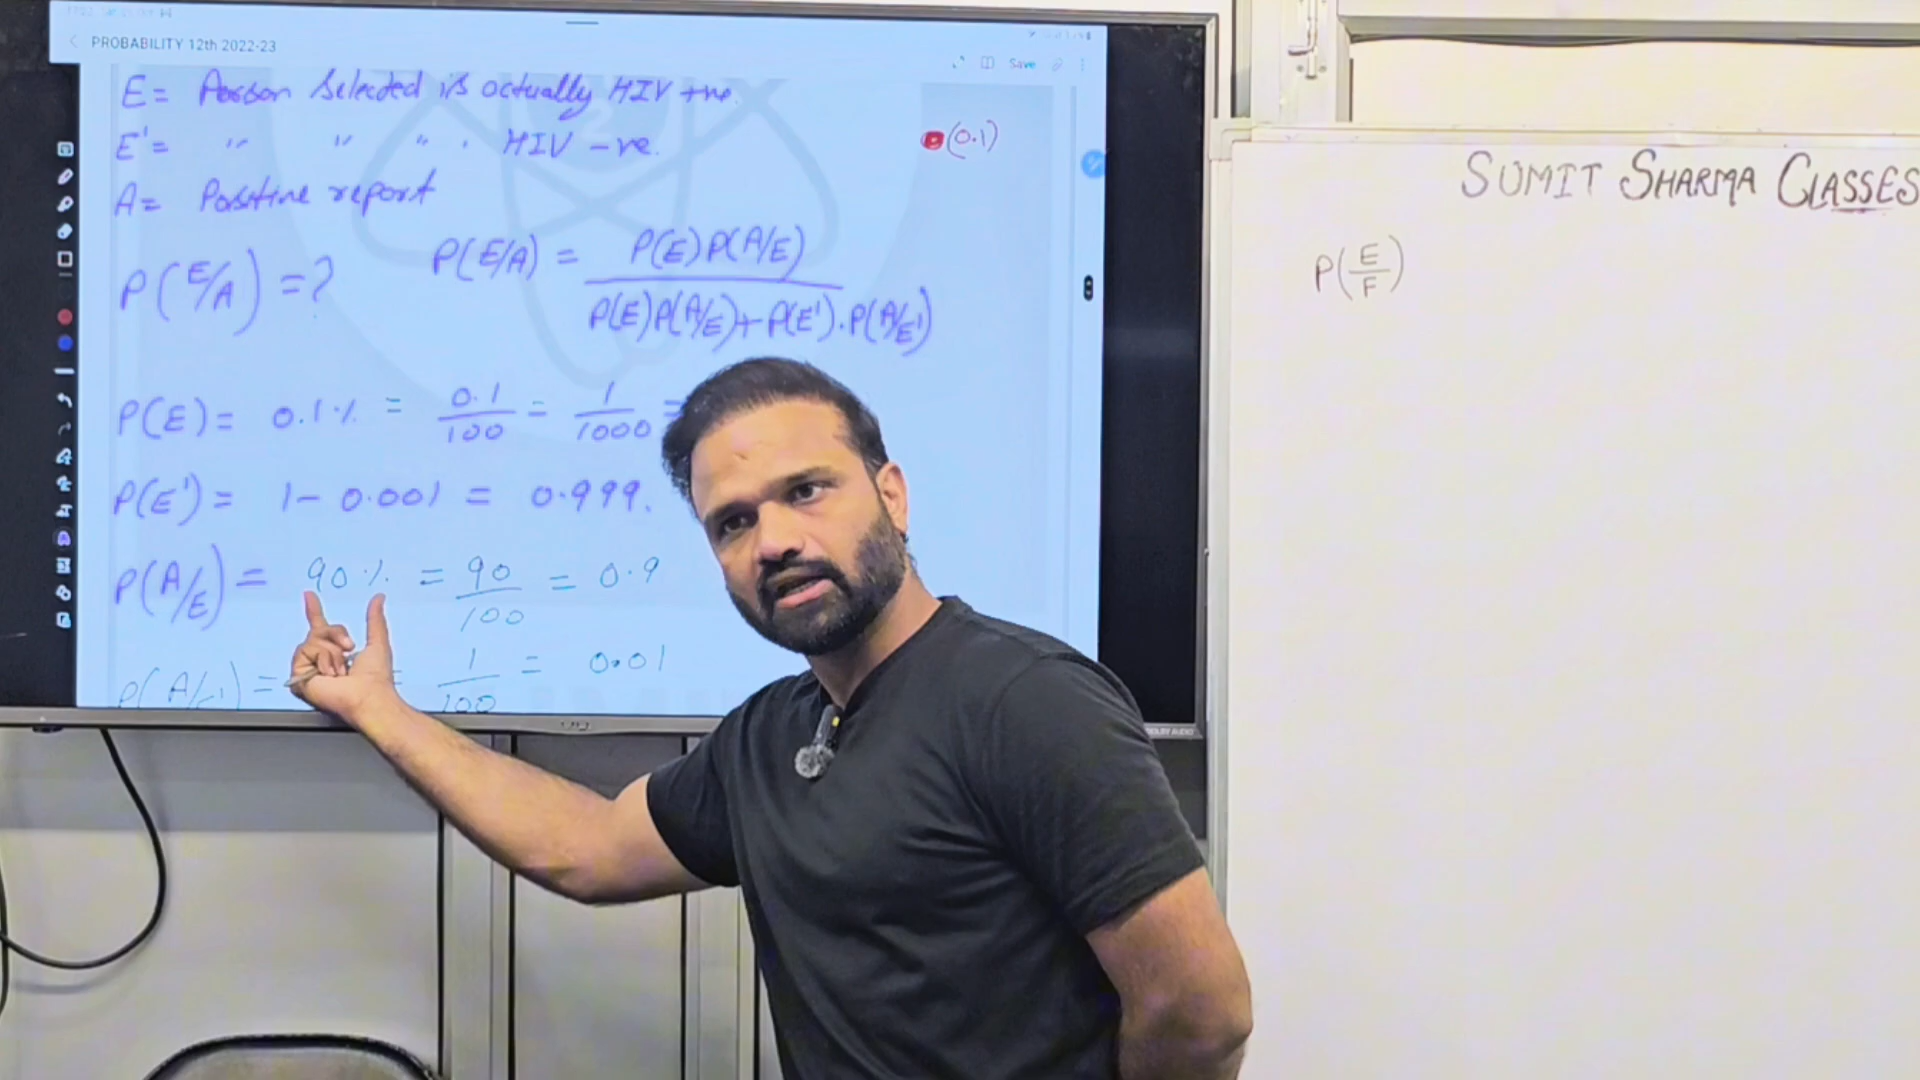 PROBABILITY 12th 2022-23
Save
E = Person Selected is actually HIV +ve.
E' = " " " . HIV -ve.
(0.1)
A = Positive report
P(E/A) = ? P(E/A) = P(E) P(A/E)
P(E)P(A/E) + P(E').P(A/E')
P(E) = 0.1% = 0.1/100 = 1/1000 =
P(E') = 1 - 0.001 = 0.999.
P(A/E) = 90% = 90/100 = 0.9
P(A/E') = = 1/100 = 0.01
DOLBY AUDIO
SUMIT SHARMA CLASSES
P(E/F)